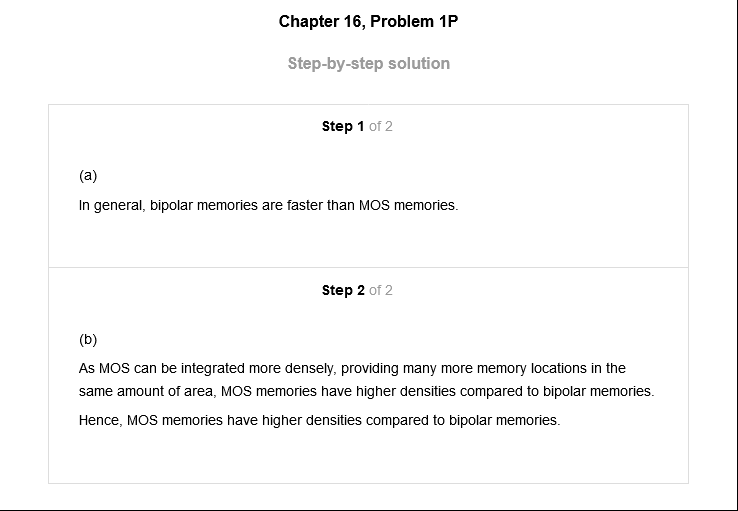 Chapter 16, Problem 1P
Step-by-step solution
Step 1 of 2
(a)
In general, bipolar memories are faster than MOS memories.
Step 2 of 2
(b)
As MOS can be integrated more densely, providing many more memory locations in the
same amount of area, MOS memories have higher densities compared to bipolar memories.
Hence, MOS memories have higher densities compared to bipolar memories.